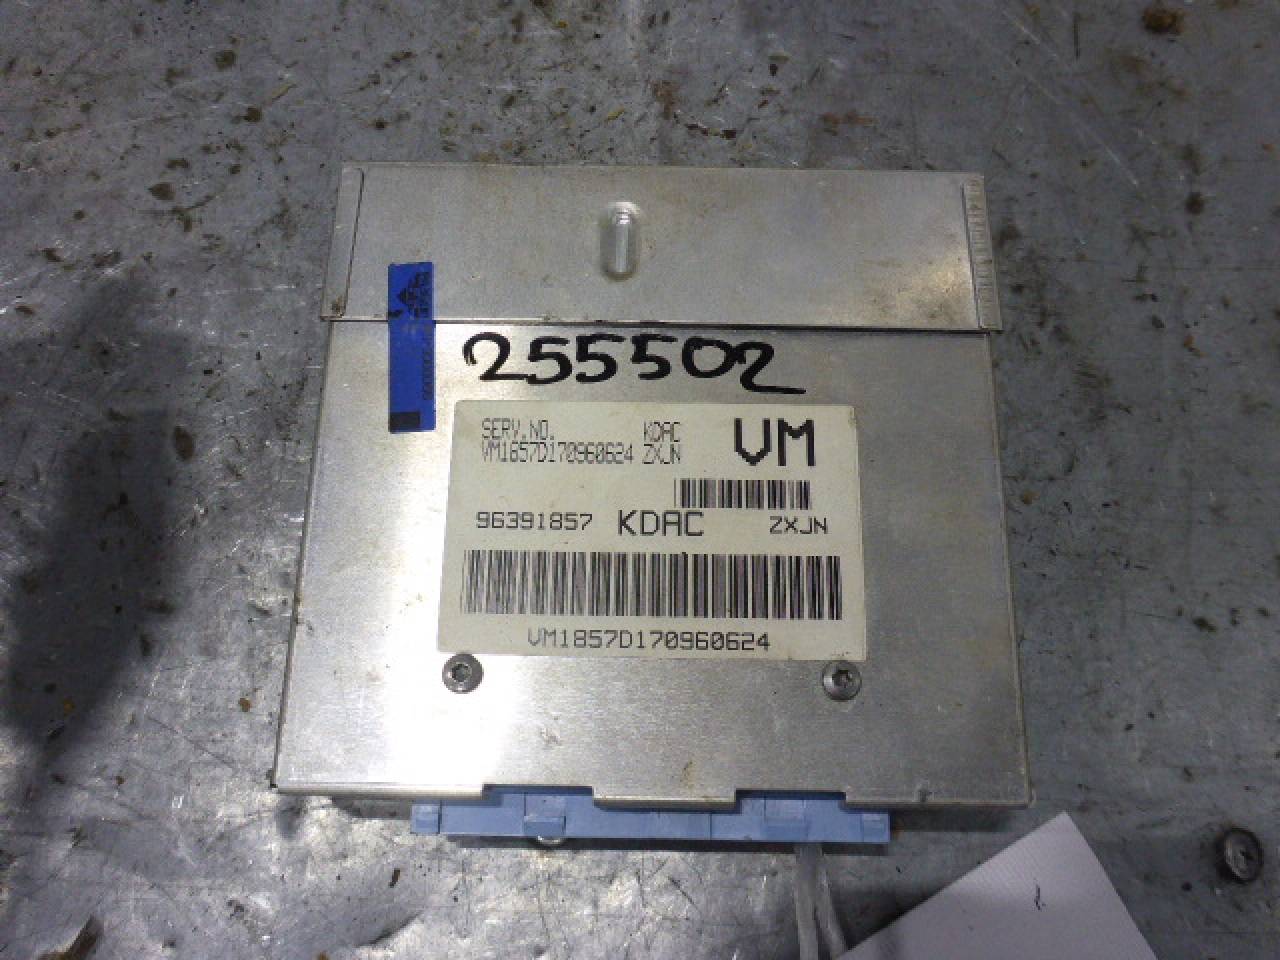 255502
SERV.NO. KDAC VM
VM1857D170960624 ZXJN
96391857 KDAC ZXJN
VM1857D170960624